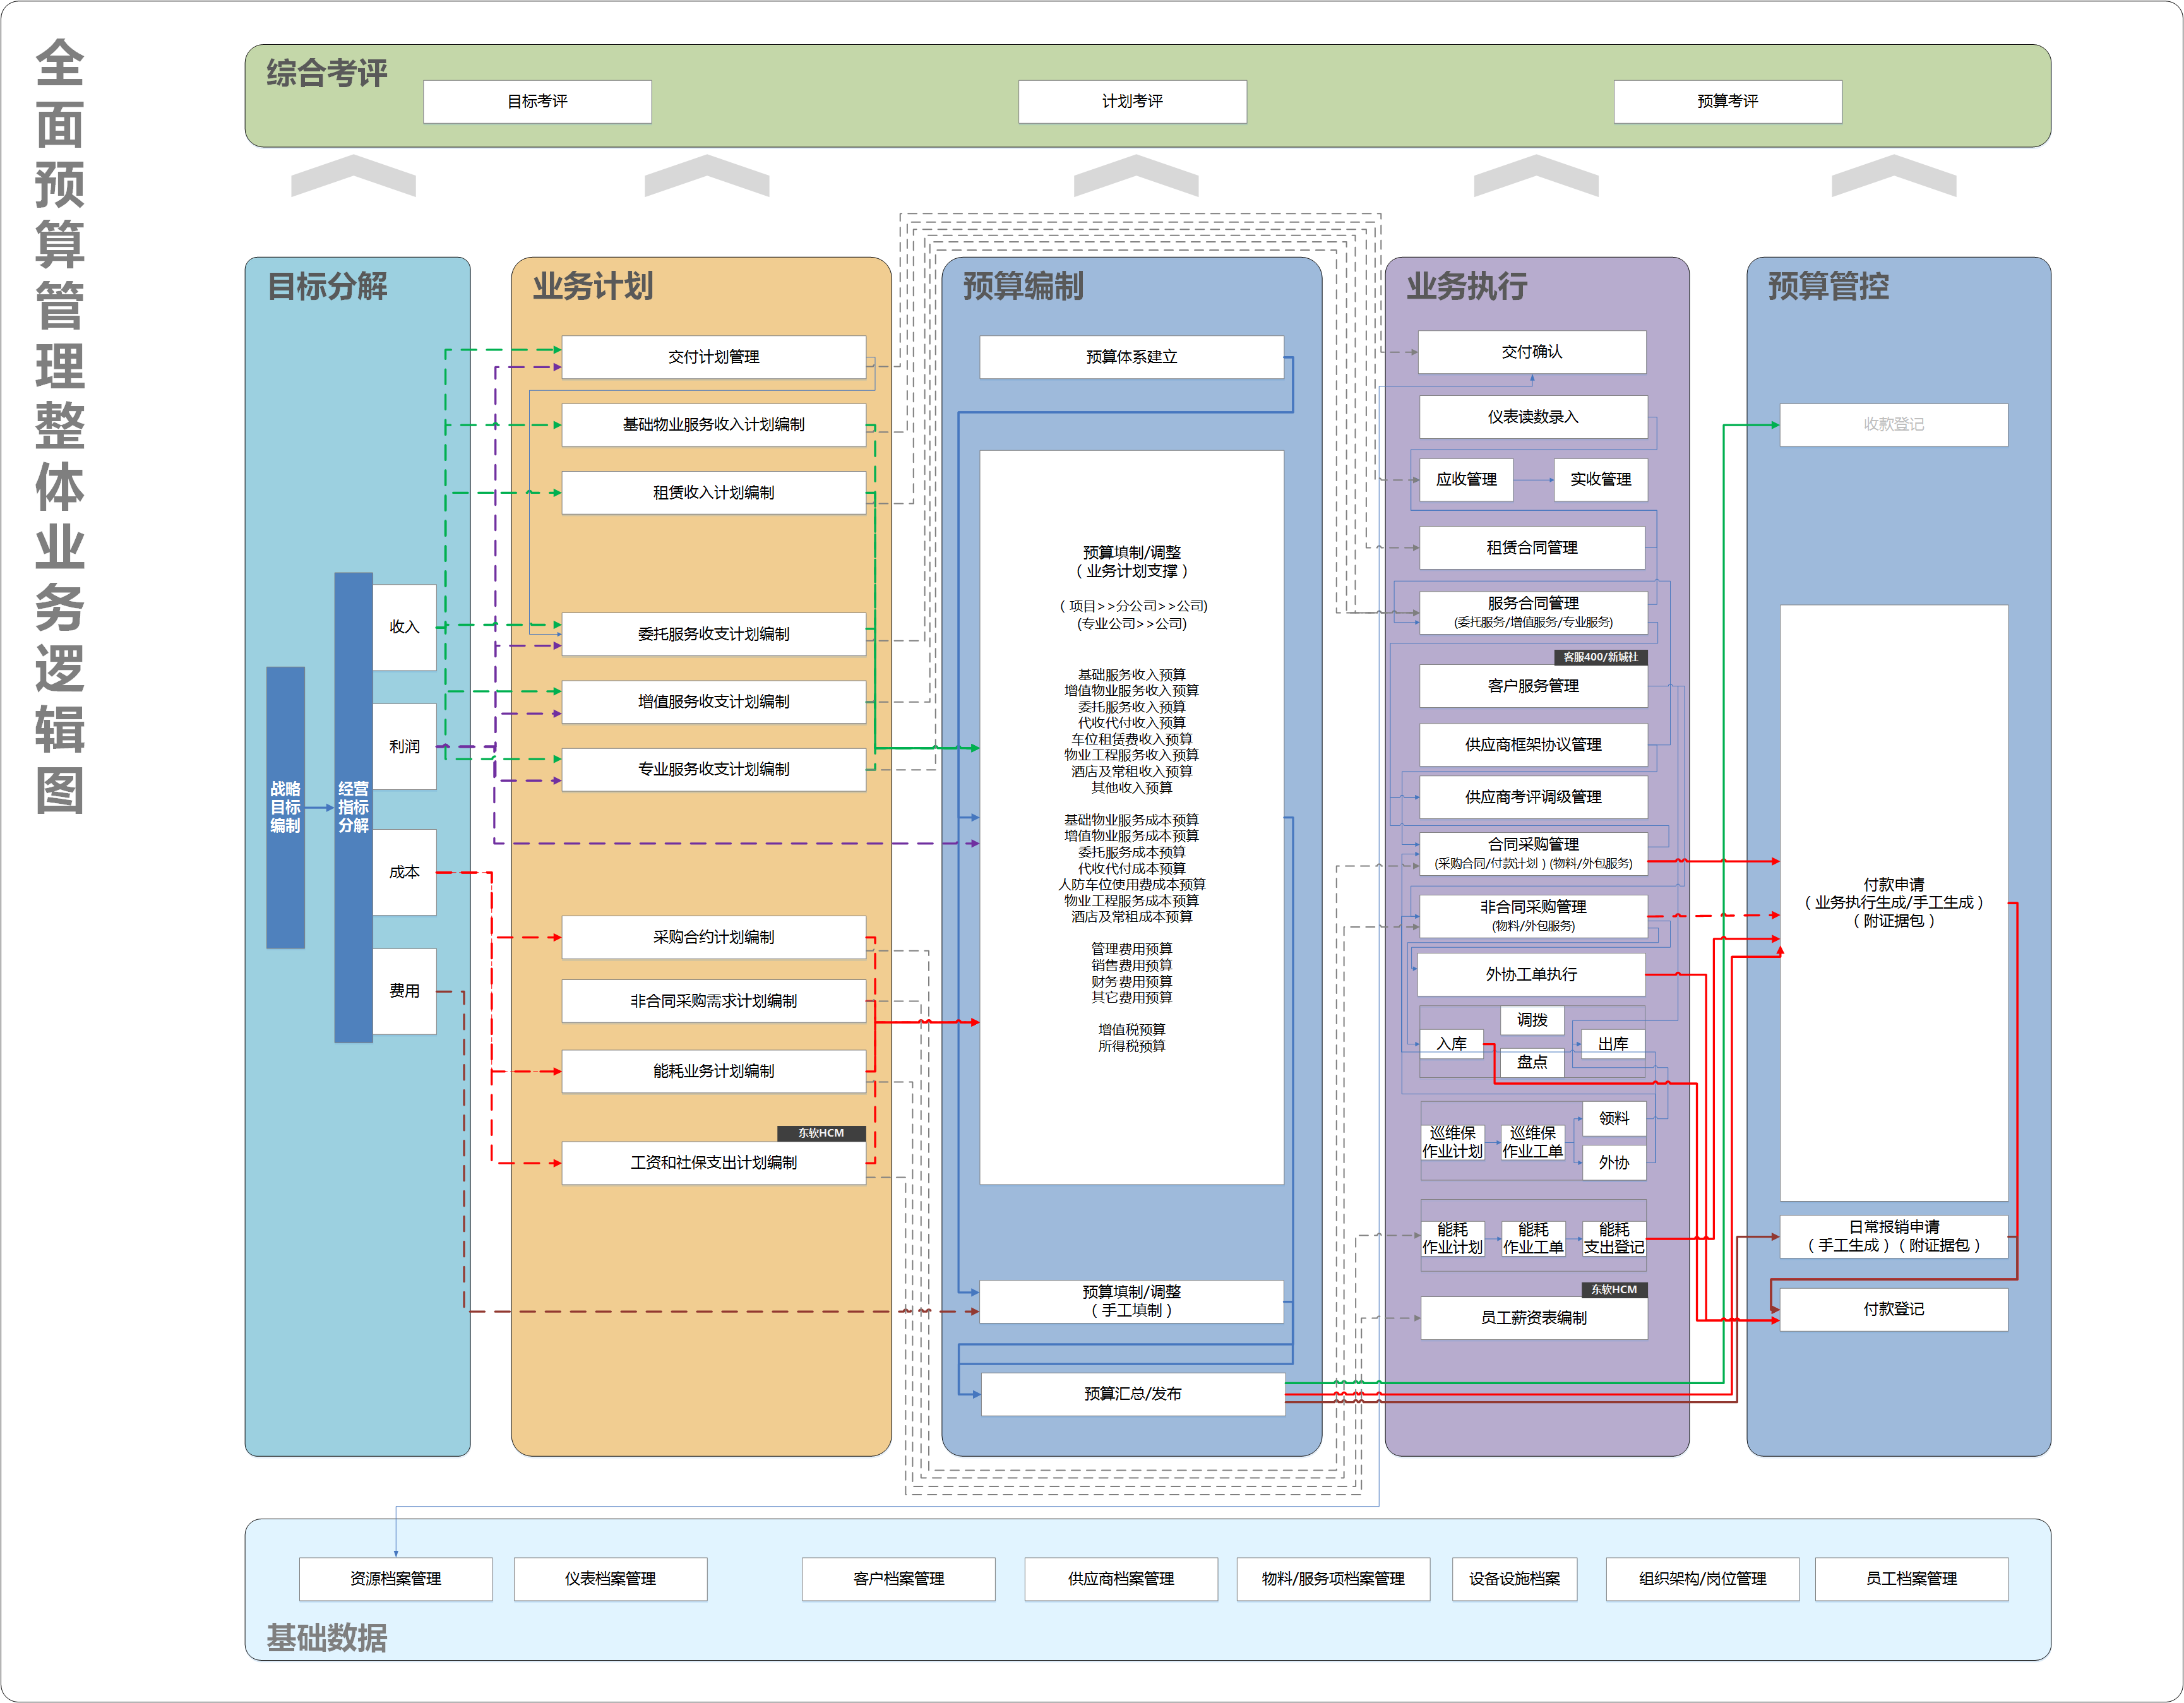 全面预算管理整体业务逻辑图
综合考评
目标考评
计划考评
预算考评
目标分解
战略
目标
编制
经营
指标
分解
收入
利润
成本
费用
业务计划
交付计划管理
基础物业服务收入计划编制
租赁收入计划编制
委托服务收支计划编制
增值服务收支计划编制
专业服务收支计划编制
采购合约计划编制
非合同采购需求计划编制
能耗业务计划编制
东软HCM
工资和社保支出计划编制
预算编制
预算体系建立
预算填制/调整
（业务计划支撑）
（项目>>分公司>>公司)
(专业公司>>公司)
基础服务收入预算
增值物业服务收入预算
委托服务收入预算
代收代付收入预算
车位租赁费收入预算
物业工程服务收入预算
酒店及常租收入预算
其他收入预算
基础物业服务成本预算
增值物业服务成本预算
委托服务成本预算
代收代付成本预算
人防车位使用费成本预算
物业工程服务成本预算
酒店及常租成本预算
管理费用预算
销售费用预算
财务费用预算
其它费用预算
增值税预算
所得税预算
预算填制/调整
（手工填制）
预算汇总/发布
业务执行
交付确认
仪表读数录入
应收管理
实收管理
租赁合同管理
服务合同管理
(委托服务/增值服务/专业服务)
客服400/新城社
客户服务管理
供应商框架协议管理
供应商考评调级管理
合同采购管理
(采购合同/付款计划）(物料/外包服务)
非合同采购管理
(物料/外包服务)
外协工单执行
调拨
入库
出库
盘点
巡维保
作业计划
巡维保
作业工单
领料
外协
能耗
作业计划
能耗
作业工单
能耗
支出登记
东软HCM
员工薪资表编制
预算管控
收款登记
付款申请
（业务执行生成/手工生成）
（附证据包）
日常报销申请
（手工生成）（附证据包）
付款登记
资源档案管理
仪表档案管理
客户档案管理
供应商档案管理
物料/服务项档案管理
设备设施档案
组织架构/岗位管理
员工档案管理
基础数据